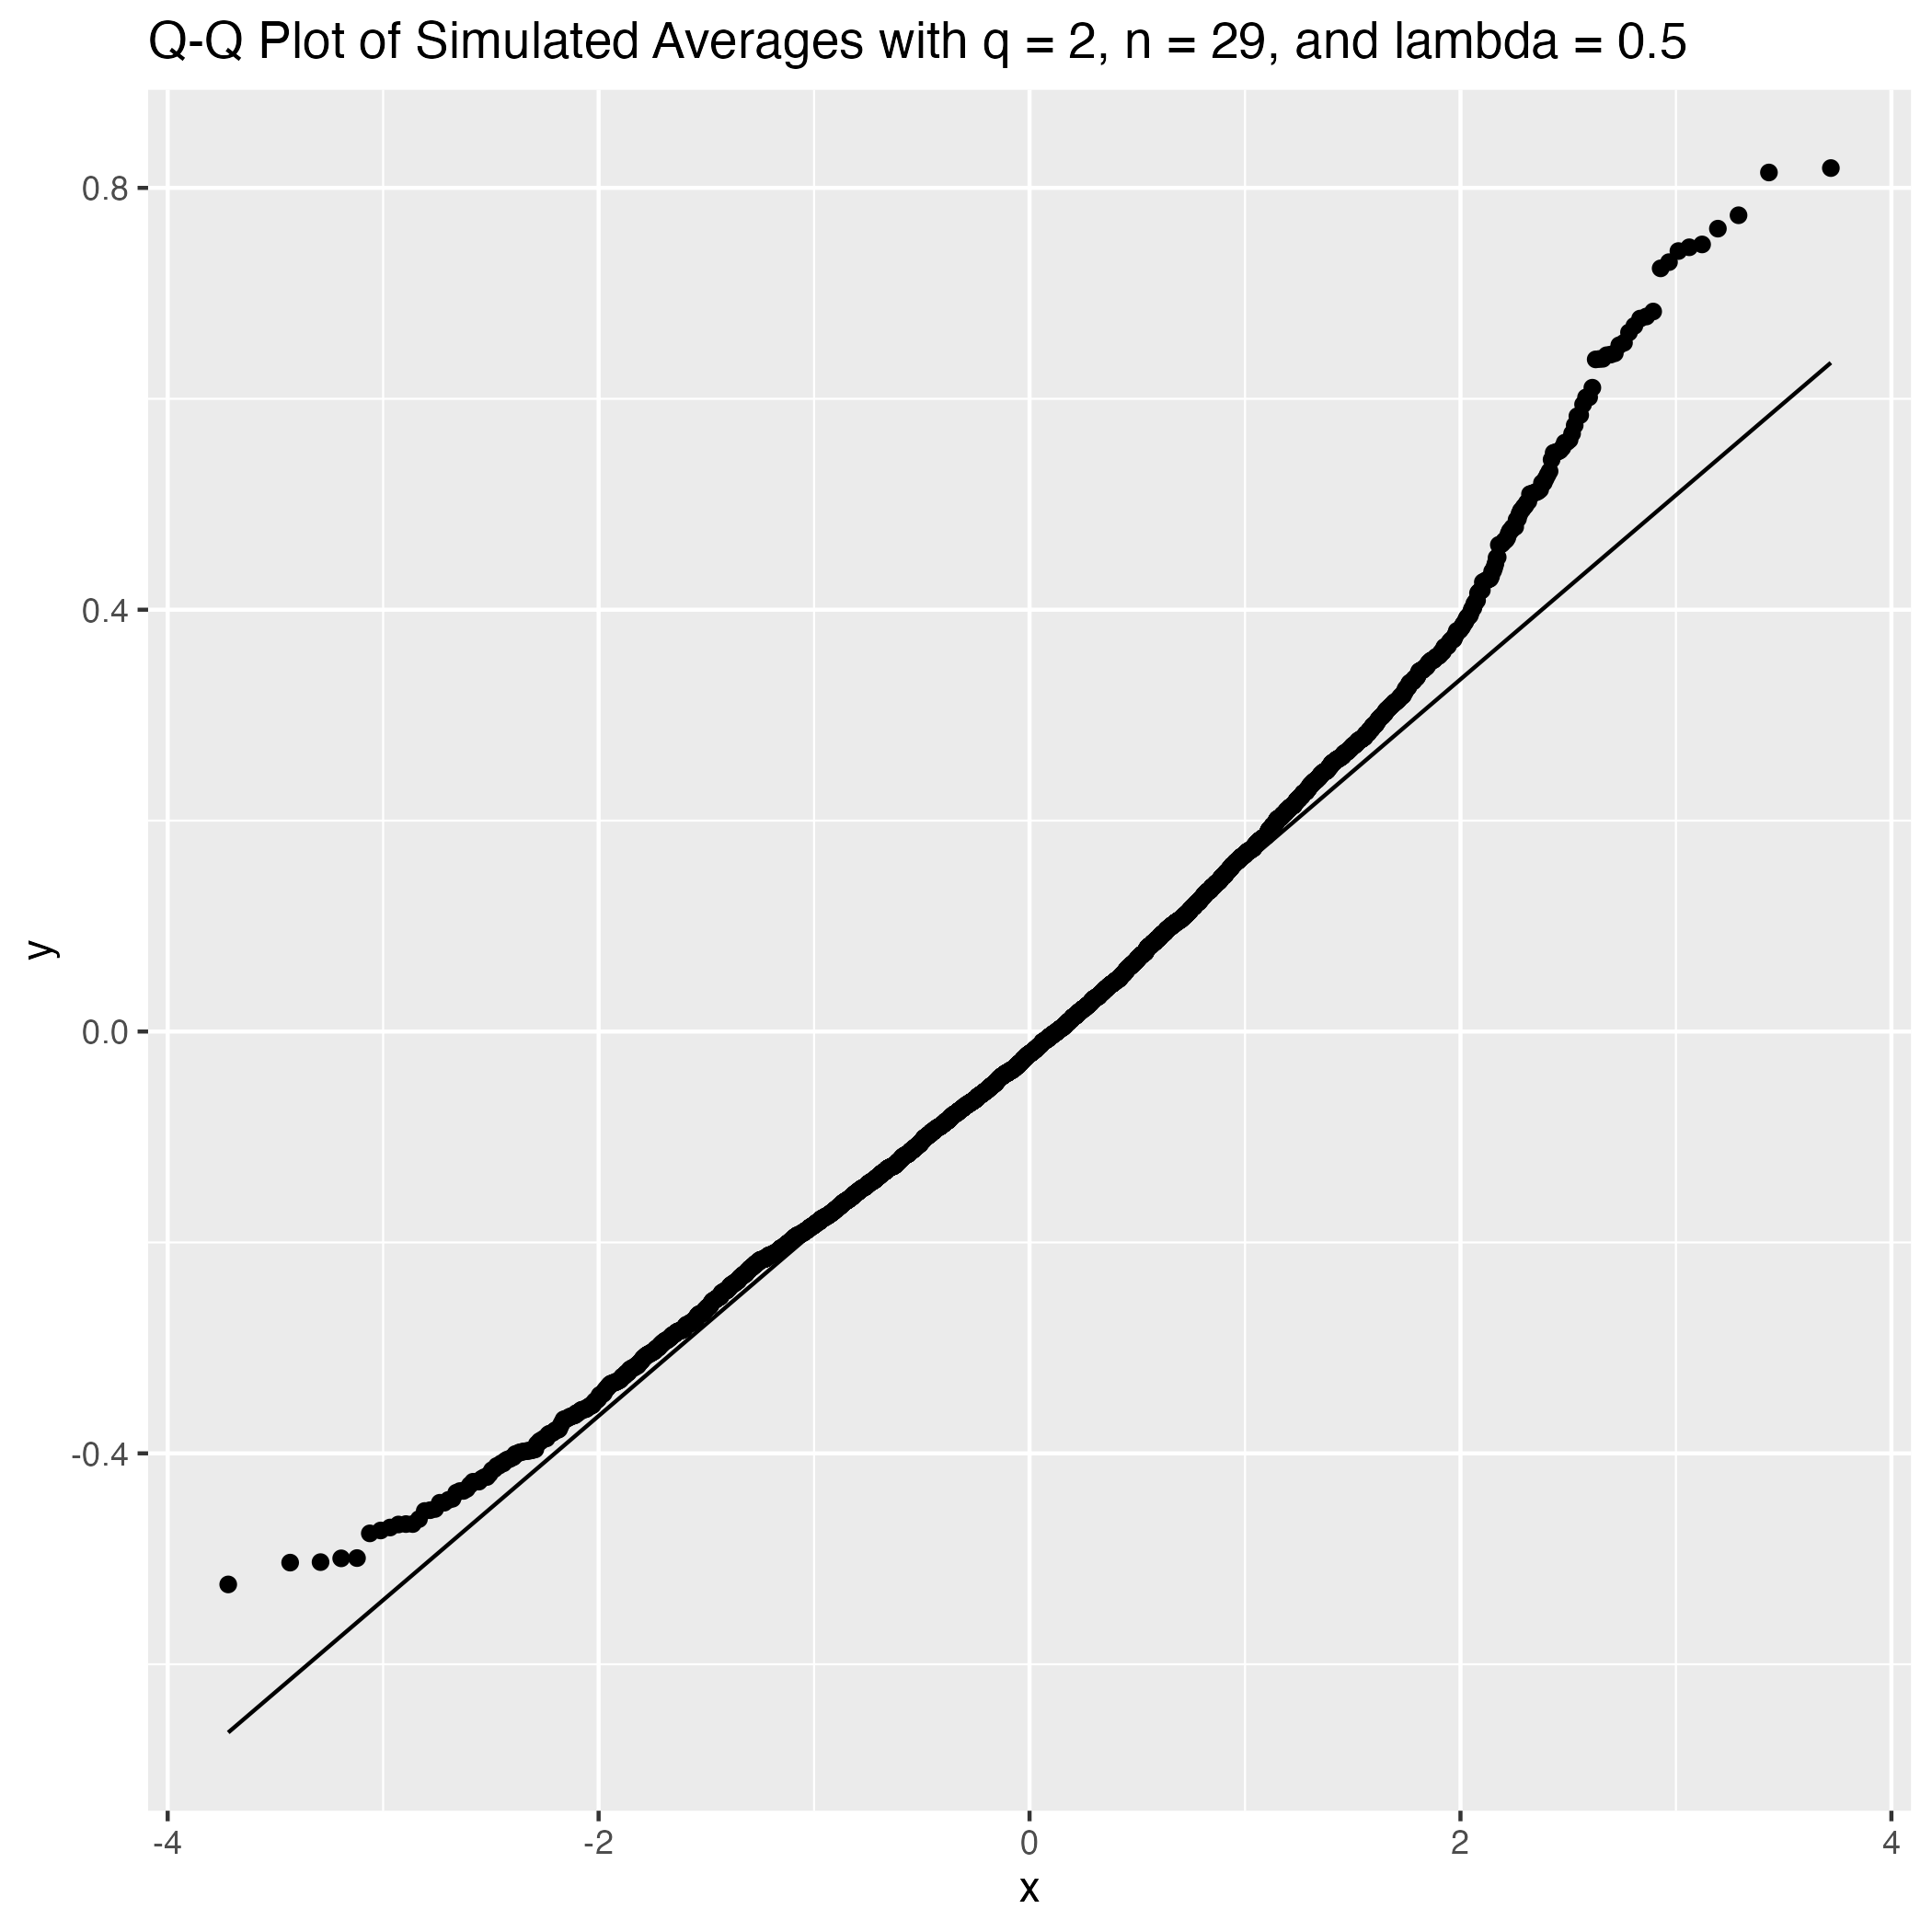 Q-Q Plot of Simulated Averages with q = 2, n = 29, and lambda = 0.5
0.8
0.4
0.0
-0.4
y
-4 -2 0 2 4
x